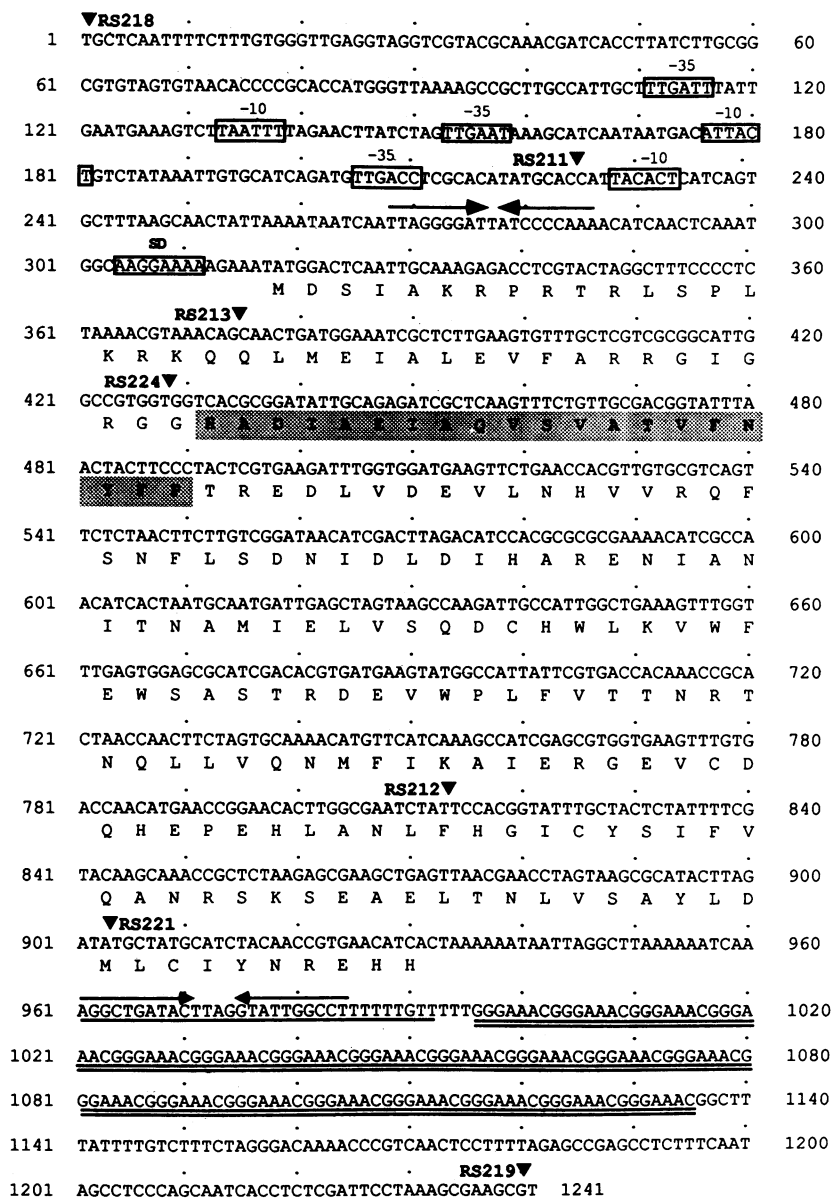 ▼RS218
1 TGCTCAATTTTCTTTGTGGGTTGAGGTAGGTCGTACGCAAACGATCACCTTATCTTGCGG 60
-35
61 CGTGTAGTGTAACACCCCGCACCATGGGTTAAAAGCCGCTTGCCATTGCTTTGATTTATT 120
-10 -35 -10
121 GAATGAAAGTCTTAATTTTAGAACTTATCTAGTTGAATAAAGCATCAATAATGACATTAC 180
-35 RS211▼ -10
181 TGTCTATAAATTGTGCATCAGATGTTGACCTCGCACATATGCACCATTACACTCATCAGT 240
241 GCTTTAAGCAACTATTAAAATAATCAATTAGGGGATTATCCCCAAAACATCAACTCAAAT 300
SD
301 GGCAAGGAAAAAGAAATATGGACTCAATTGCAAAGAGACCTCGTACTAGGCTTTCCCCTC 360
M D S I A K R P R T R L S P L
RS213▼
361 TAAAACGTAAACAGCAACTGATGGAAATCGCTCTTGAAGTGTTTGCTCGTCGCGGCATTG 420
K R K Q Q L M E I A L E V F A R R G I G
RS224▼
421 GCCGTGGTGGTCACGCGGATATTGCAGAGATCGCTCAAGTTTCTGTTGCGACGGTATTTA 480
R G G H A D I A E I A Q V S V A T V F N
481 ACTACTTCCCTACTCGTGAAGATTTGGTGGATGAAGTTCTGAACCACGTTGTGCGTCAGT 540
Y F P T R E D L V D E V L N H V V R Q F
541 TCTCTAACTTCTTGTCGGATAACATCGACTTAGACATCCACGCGCGCGAAAACATCGCCA 600
S N F L S D N I D L D I H A R E N I A N
601 ACATCACTAATGCAATGATTGAGCTAGTAAGCCAAGATTGCCATTGGCTGAAAGTTTGGT 660
I T N A M I E L V S Q D C H W L K V W F
661 TTGAGTGGAGCGCATCGACACGTGATGAAGTATGGCCATTATTCGTGACCACAAACCGCA 720
E W S A S T R D E V W P L F V T T N R T
721 CTAACCAACTTCTAGTGCAAAACATGTTCATCAAAGCCATCGAGCGTGGTGAAGTTTGTG 780
N Q L L V Q N M F I K A I E R G E V C D
RS212▼
781 ACCAACATGAACCGGAACACTTGGCGAATCTATTCCACGGTATTTGCTACTCTATTTTCG 840
Q H E P E H L A N L F H G I C Y S I F V
841 TACAAGCAAACCGCTCTAAGAGCGAAGCTGAGTTAACGAACCTAGTAAGCGCATACTTAG 900
Q A N R S K S E A E L T N L V S A Y L D
▼RS221
901 ATATGCTATGCATCTACAACCGTGAACATCACTAAAAAATAATTAGGCTTAAAAAATCAA 960
M L C I Y N R E H H
961 AGGCTGATACTTAGGTATTGGCCTTTTTTGTTTTTGGGAAACGGGAAACGGGAAACGGGA 1020
1021 AACGGGAAACGGGAAACGGGAAACGGGAAACGGGAAACGGGAAACGGGAAACGGGAAACG 1080
1081 GGAAACGGGAAACGGGAAACGGGAAACGGGAAACGGGAAACGGGAAACGGGAAACGGCTT 1140
1141 TATTTTGTCTTTCTAGGGACAAAACCCGTCAACTCCTTTTAGAGCCGAGCCTCTTTCAAT 1200
RS219▼
1201 AGCCTCCCAGCAATCACCTCTCGATTCCTAAAGCGAAGCGT 1241